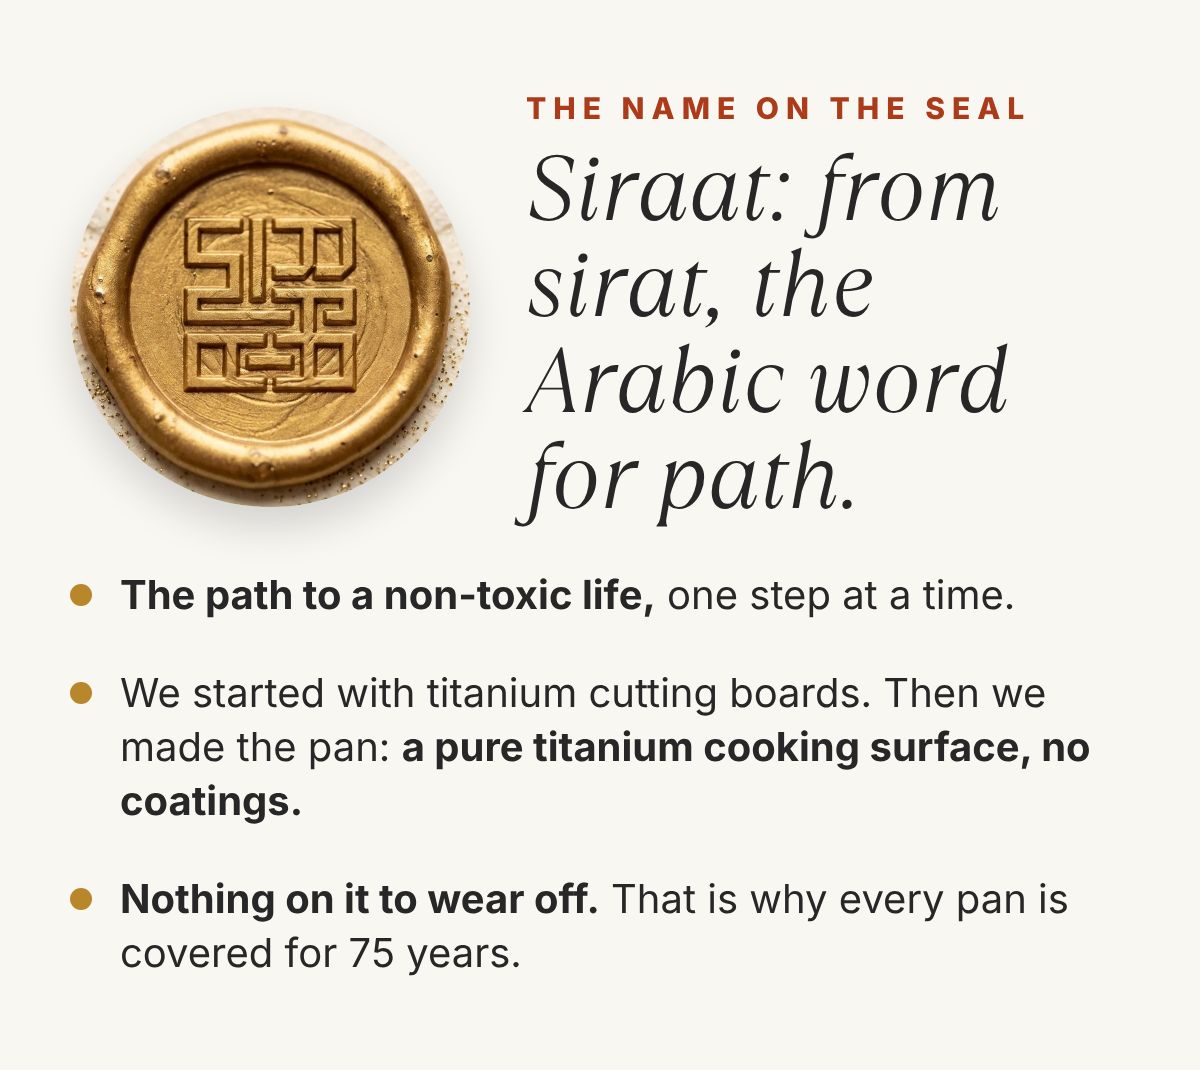 THE NAME ON THE SEAL
Siraat: from
sirat, the
Arabic word
for path.
The path to a non-toxic life, one step at a time.
We started with titanium cutting boards. Then we
made the pan: a pure titanium cooking surface, no
coatings.
Nothing on it to wear off. That is why every pan is
covered for 75 years.